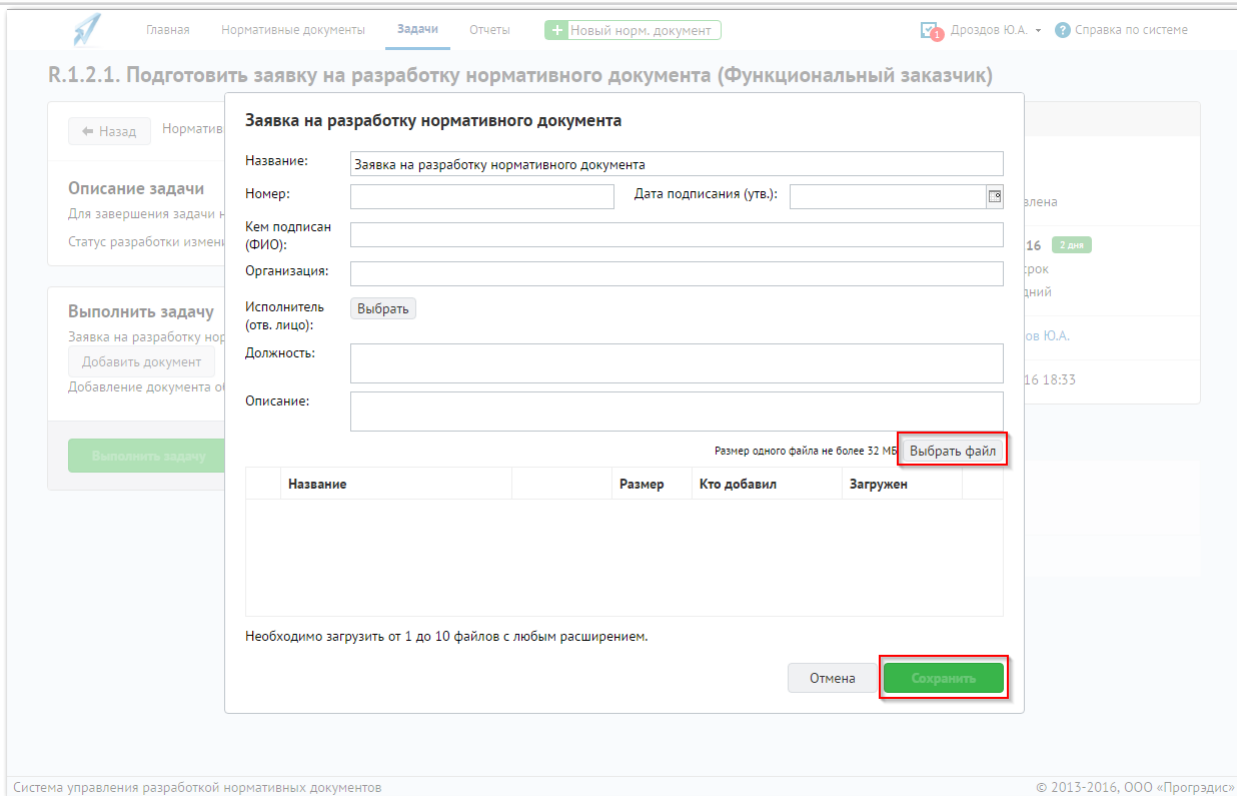 Главная Нормативные документы Задачи Отчеты + Новый норм. документ 1 Дроздов Ю.А. ? Справка по системе
R.1.2.1. Подготовить заявку на разработку нормативного документа (Функциональный заказчик)
Назад Норматив
Описание задачи
Для завершения задачи н
Статус разработки измени
Выполнить задачу
Заявка на разработку нор
Добавить документ
Добавление документа о
Выполнить задачу
Заявка на разработку нормативного документа
Название: Заявка на разработку нормативного документа
Номер: Дата подписания (утв.):
Кем подписан
(ФИО):
Организация:
Исполнитель
(отв. лицо): Выбрать
Должность:
Описание:
Размер одного файла не более 32 МБ Выбрать файл
Название Размер Кто добавил Загружен
Необходимо загрузить от 1 до 10 файлов с любым расширением.
Отмена Сохранить
влена
16 2 дня
срок
дний
ов Ю.А.
16 18:33
Система управления разработкой нормативных документов © 2013-2016, ООО «Прогрэдис»